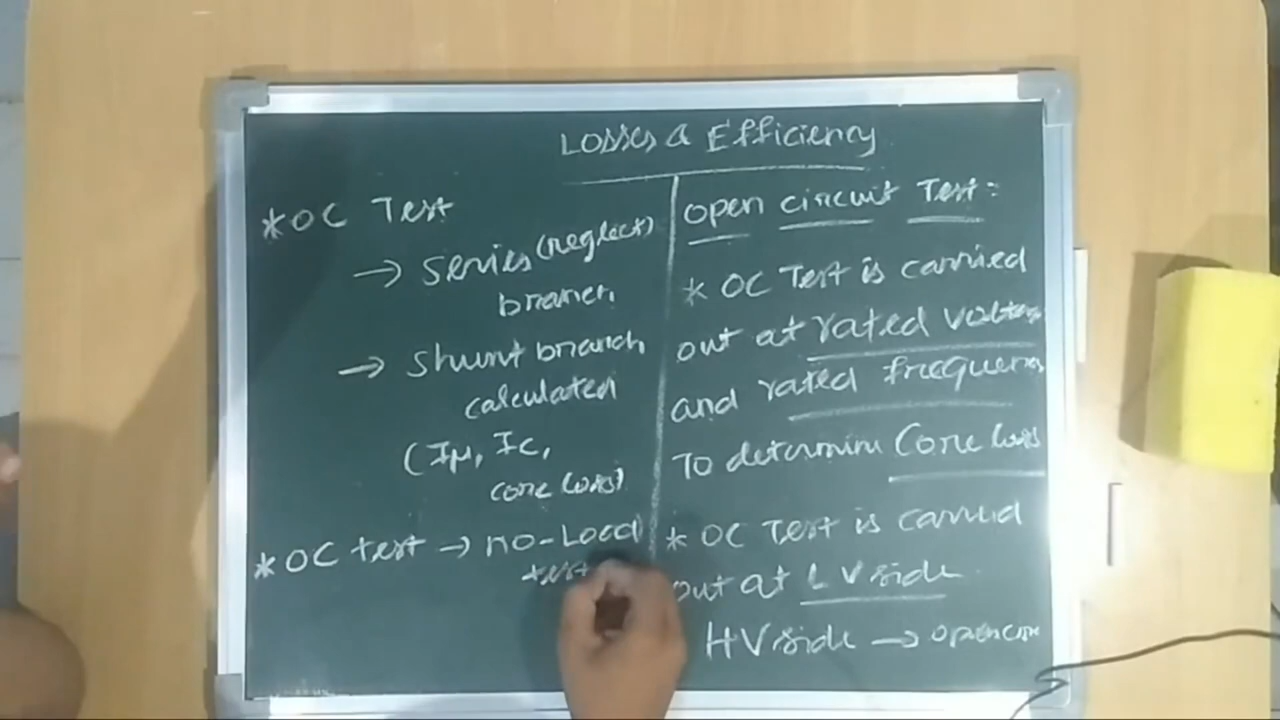 Losses & Efficiency
*OC Test
→ series (neglect)
branch
→ shunt branch
calculated
(Iμ, Ic,
core loss)
*OC test → no-Load
test
open circuit Test:
* OC Test is carried
out at rated voltage
and rated frequency
To determine Core loss
* OC Test is carried
out at LV side
HV side → open